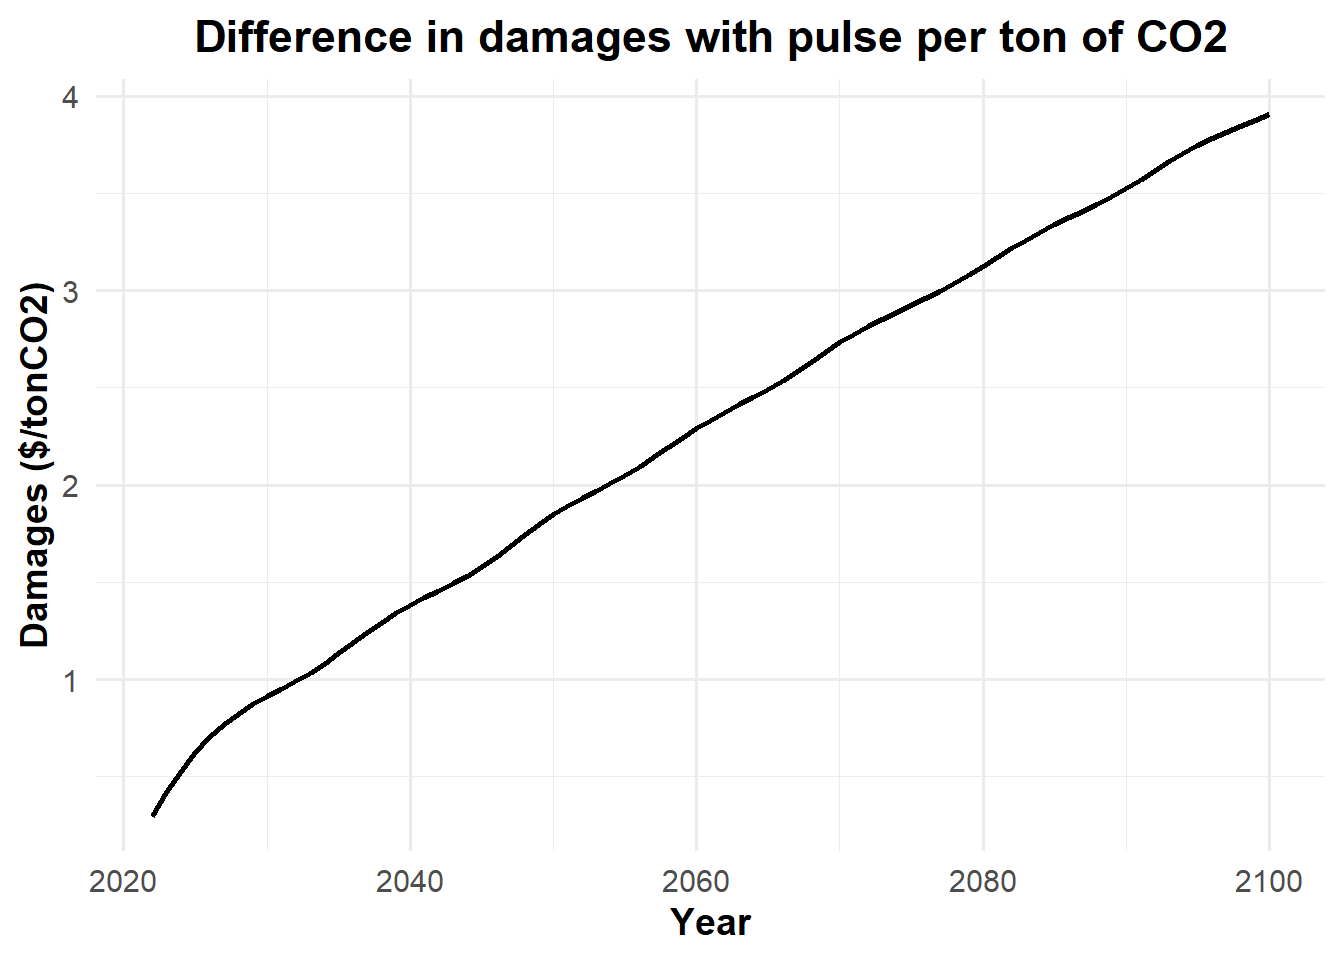 Difference in damages with pulse per ton of CO2
Damages ($/tonCO2)
4
3
2
1
2020 2040 2060 2080 2100
Year